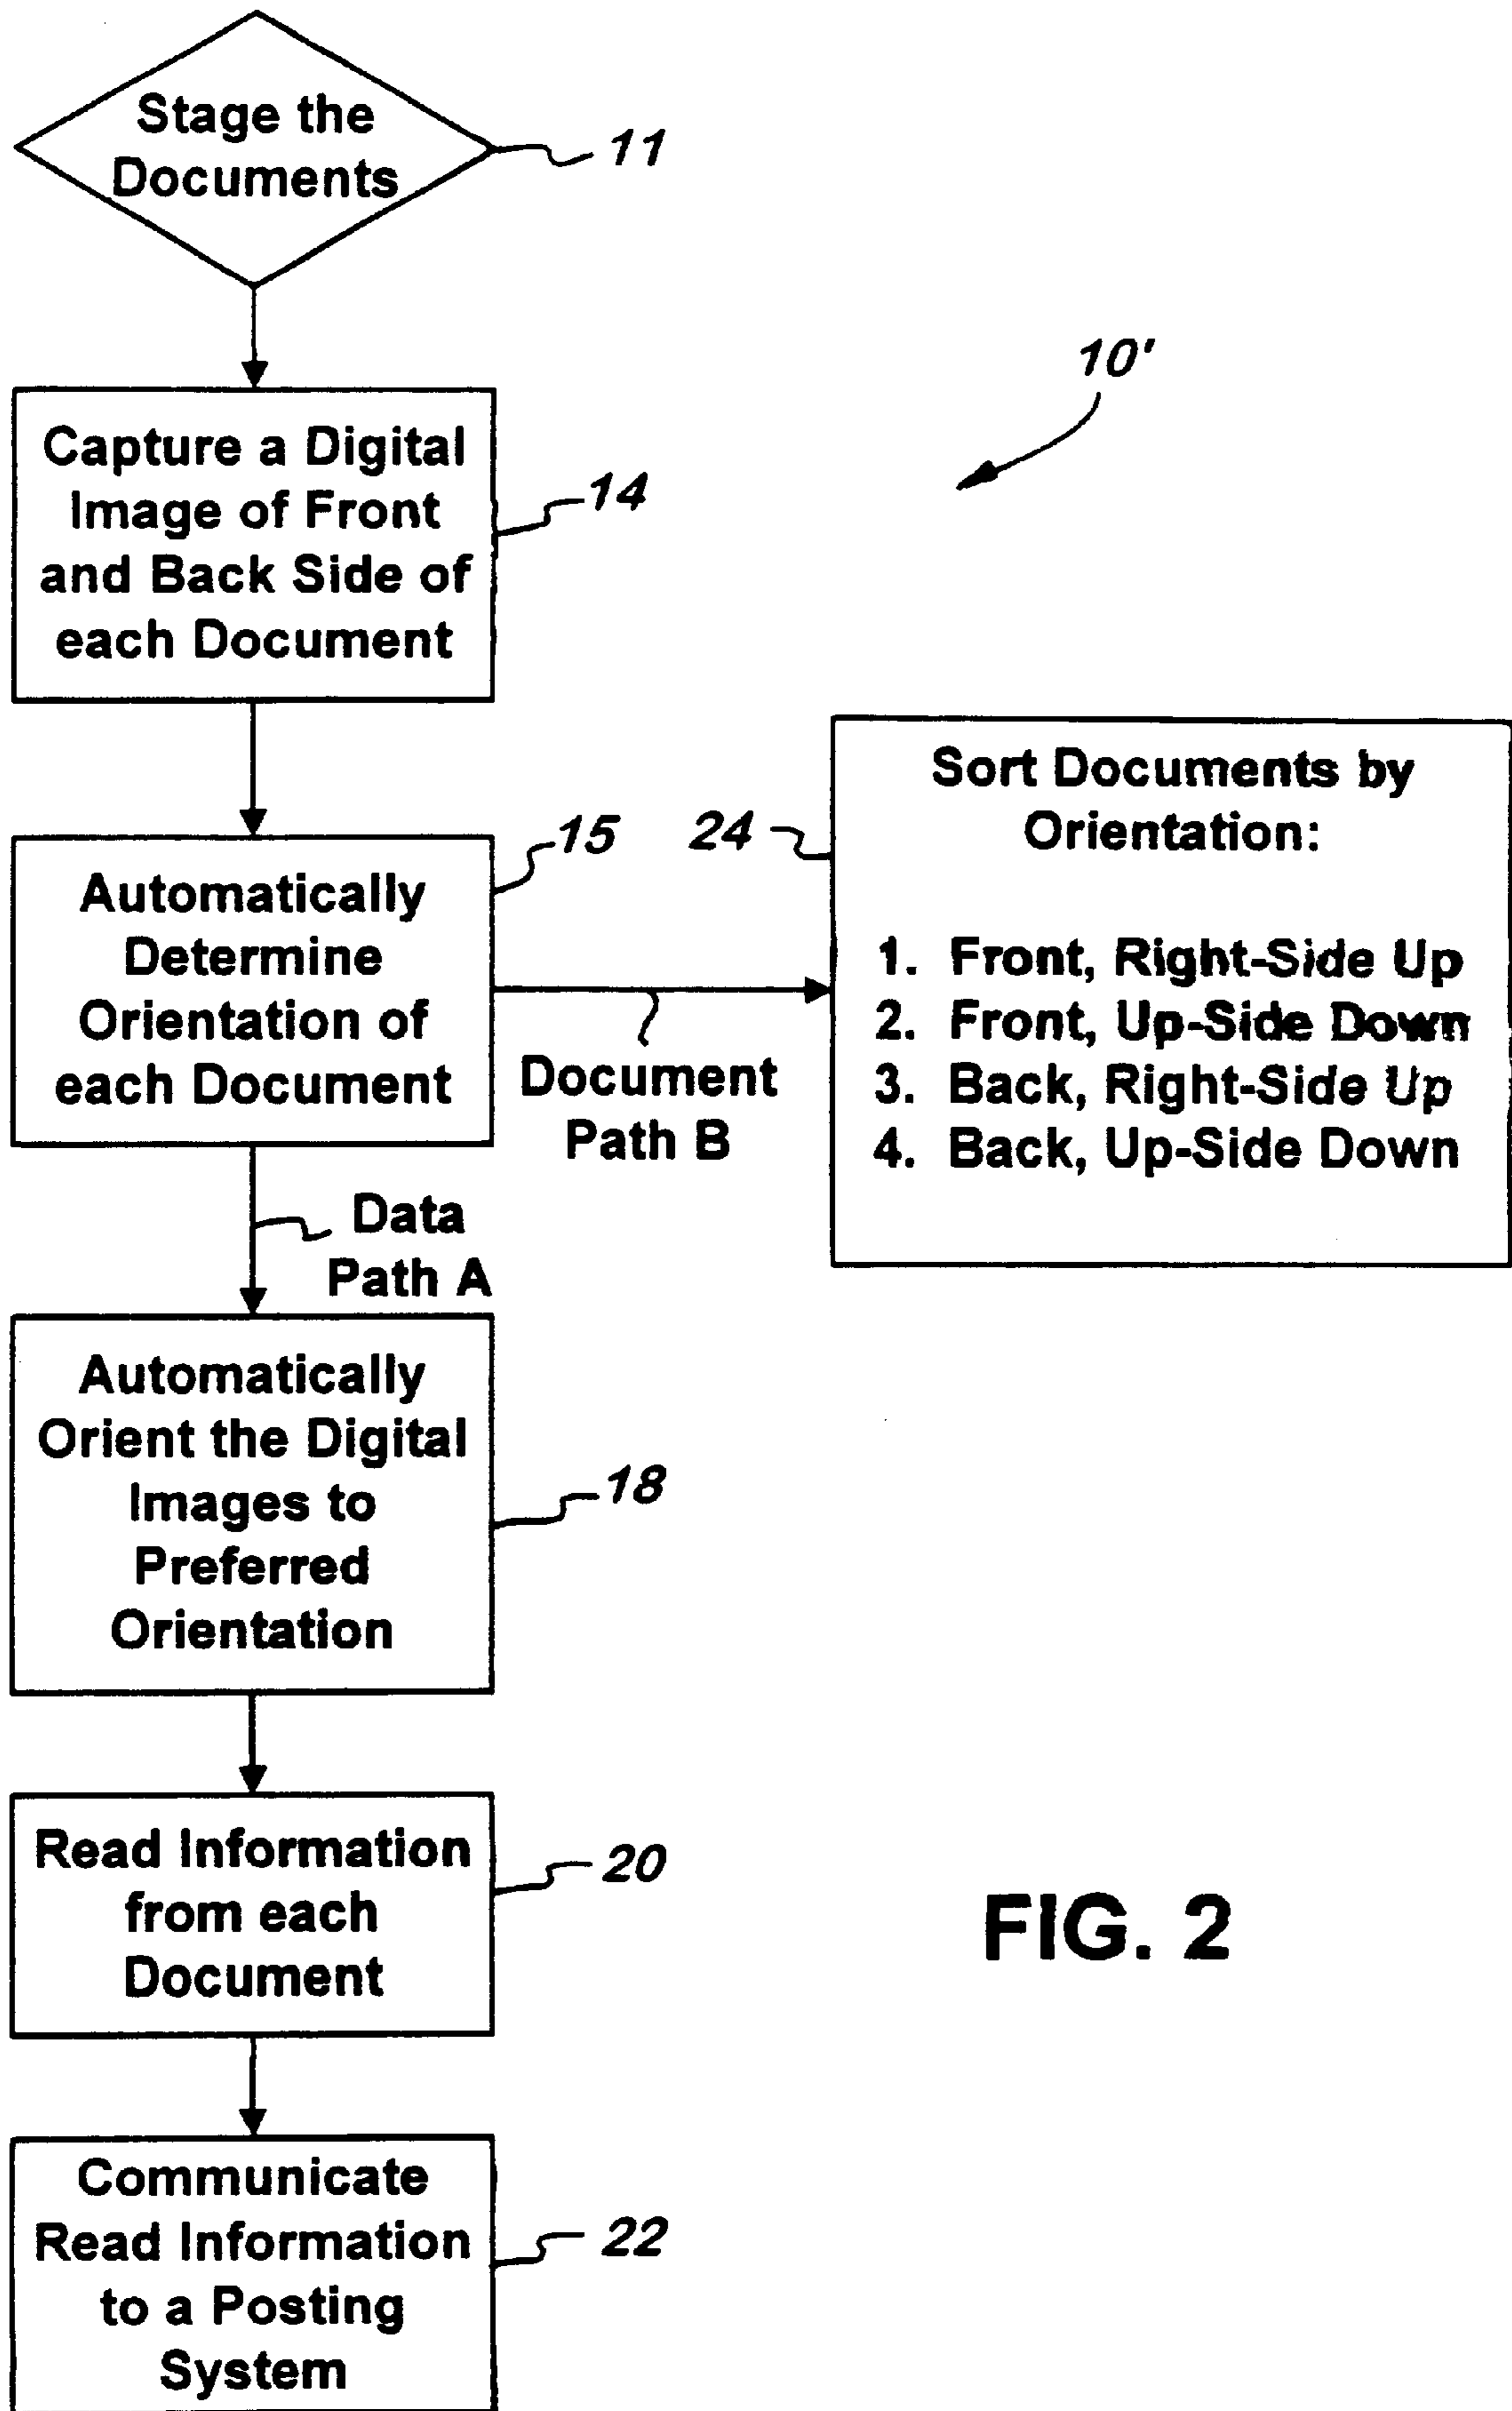 Stage the
Documents
11
10'
Capture a Digital
Image of Front
and Back Side of
each Document
14
Automatically
Determine
Orientation of
each Document
15
24
Sort Documents by
Orientation:
1. Front, Right-Side Up
2. Front, Up-Side Down
3. Back, Right-Side Up
4. Back, Up-Side Down
Document
Path B
Data
Path A
Automatically
Orient the Digital
Images to
Preferred
Orientation
18
Read Information
from each
Document
20
FIG. 2
Communicate
Read Information
to a Posting
System
22